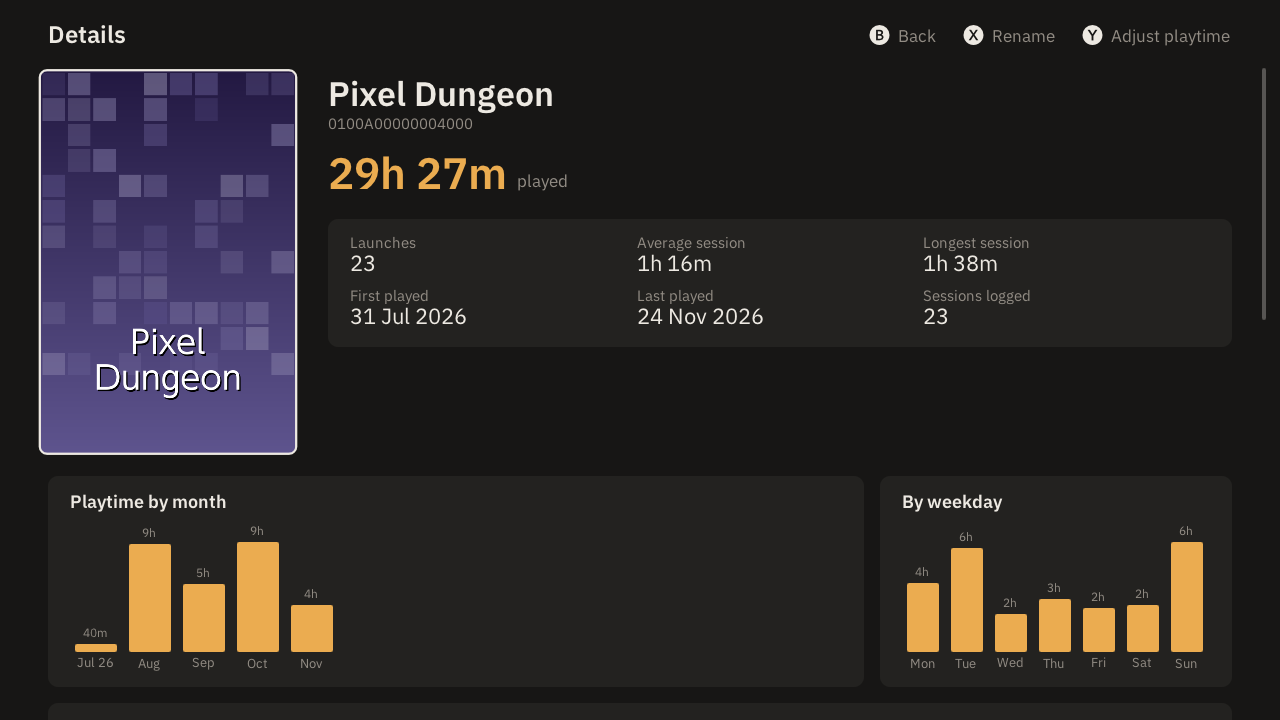 Details
B Back X Rename Y Adjust playtime
Pixel
Dungeon
Pixel Dungeon
0100A00000004000
29h 27m played
Launches Average session Longest session
23 1h 16m 1h 38m
First played Last played Sessions logged
31 Jul 2026 24 Nov 2026 23
Playtime by month
40m 9h 5h 9h 4h
Jul 26 Aug Sep Oct Nov
By weekday
4h 6h 2h 3h 2h 2h 6h
Mon Tue Wed Thu Fri Sat Sun